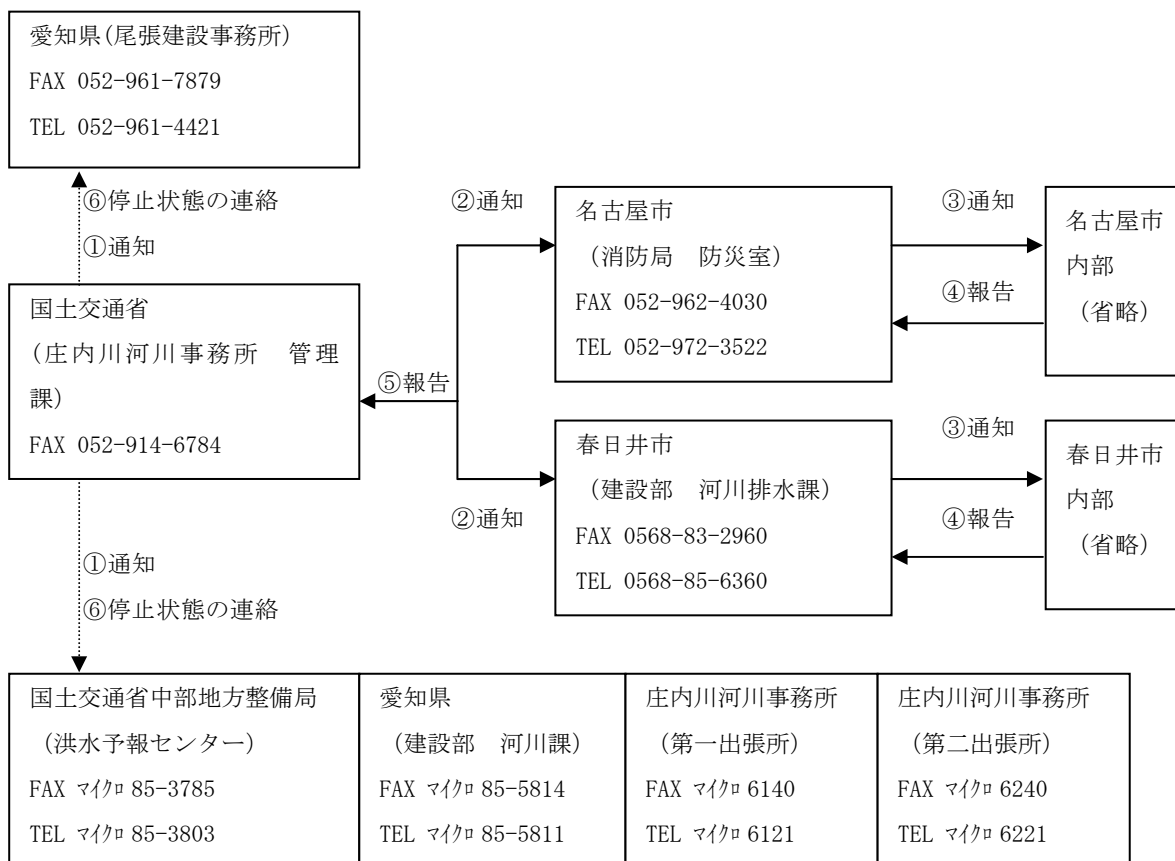 愛知県(尾張建設事務所)
FAX 052-961-7879
TEL 052-961-4421
⑥停止状態の連絡
①通知
国土交通省
(庄内川河川事務所　管理
課)
FAX 052-914-6784
⑤報告
②通知
名古屋市
(消防局　防災室)
FAX 052-962-4030
TEL 052-972-3522
③通知
④報告
名古屋市
内部
(省略)
②通知
春日井市
(建設部　河川排水課)
FAX 0568-83-2960
TEL 0568-85-6360
③通知
④報告
春日井市
内部
(省略)
①通知
⑥停止状態の連絡
国土交通省中部地方整備局
(洪水予報センター)
FAX ﾏｲｸﾛ 85-3785
TEL ﾏｲｸﾛ 85-3803
愛知県
(建設部　河川課)
FAX ﾏｲｸﾛ 85-5814
TEL ﾏｲｸﾛ 85-5811
庄内川河川事務所
(第一出張所)
FAX ﾏｲｸﾛ 6140
TEL ﾏｲｸﾛ 6121
庄内川河川事務所
(第二出張所)
FAX ﾏｲｸﾛ 6240
TEL ﾏｲｸﾛ 6221